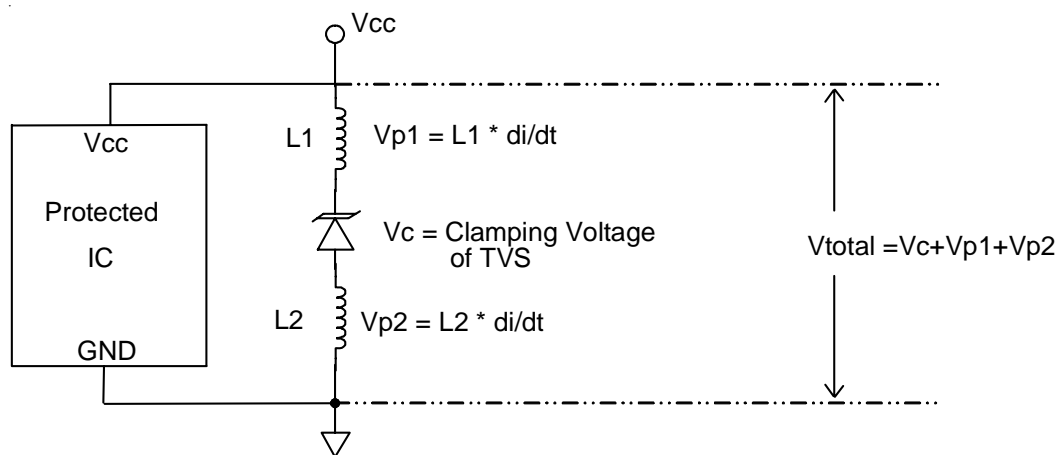 Vcc
Vcc
Protected
IC
GND
L1
Vp1 = L1 * di/dt
Vc = Clamping Voltage
of TVS
L2
Vp2 = L2 * di/dt
Vtotal =Vc+Vp1+Vp2